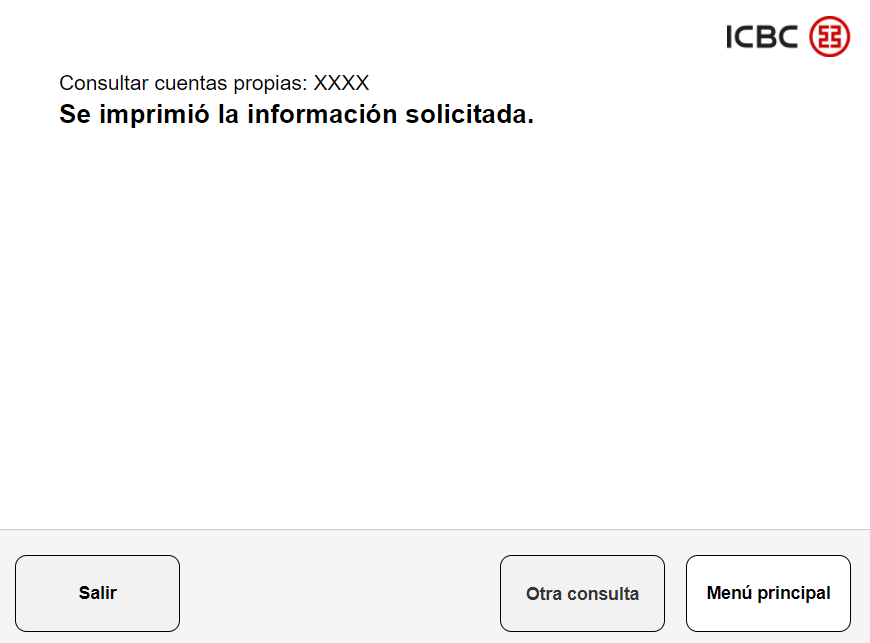 ICBC
Consultar cuentas propias: XXXX
Se imprimió la información solicitada.
Salir
Otra consulta
Menú principal